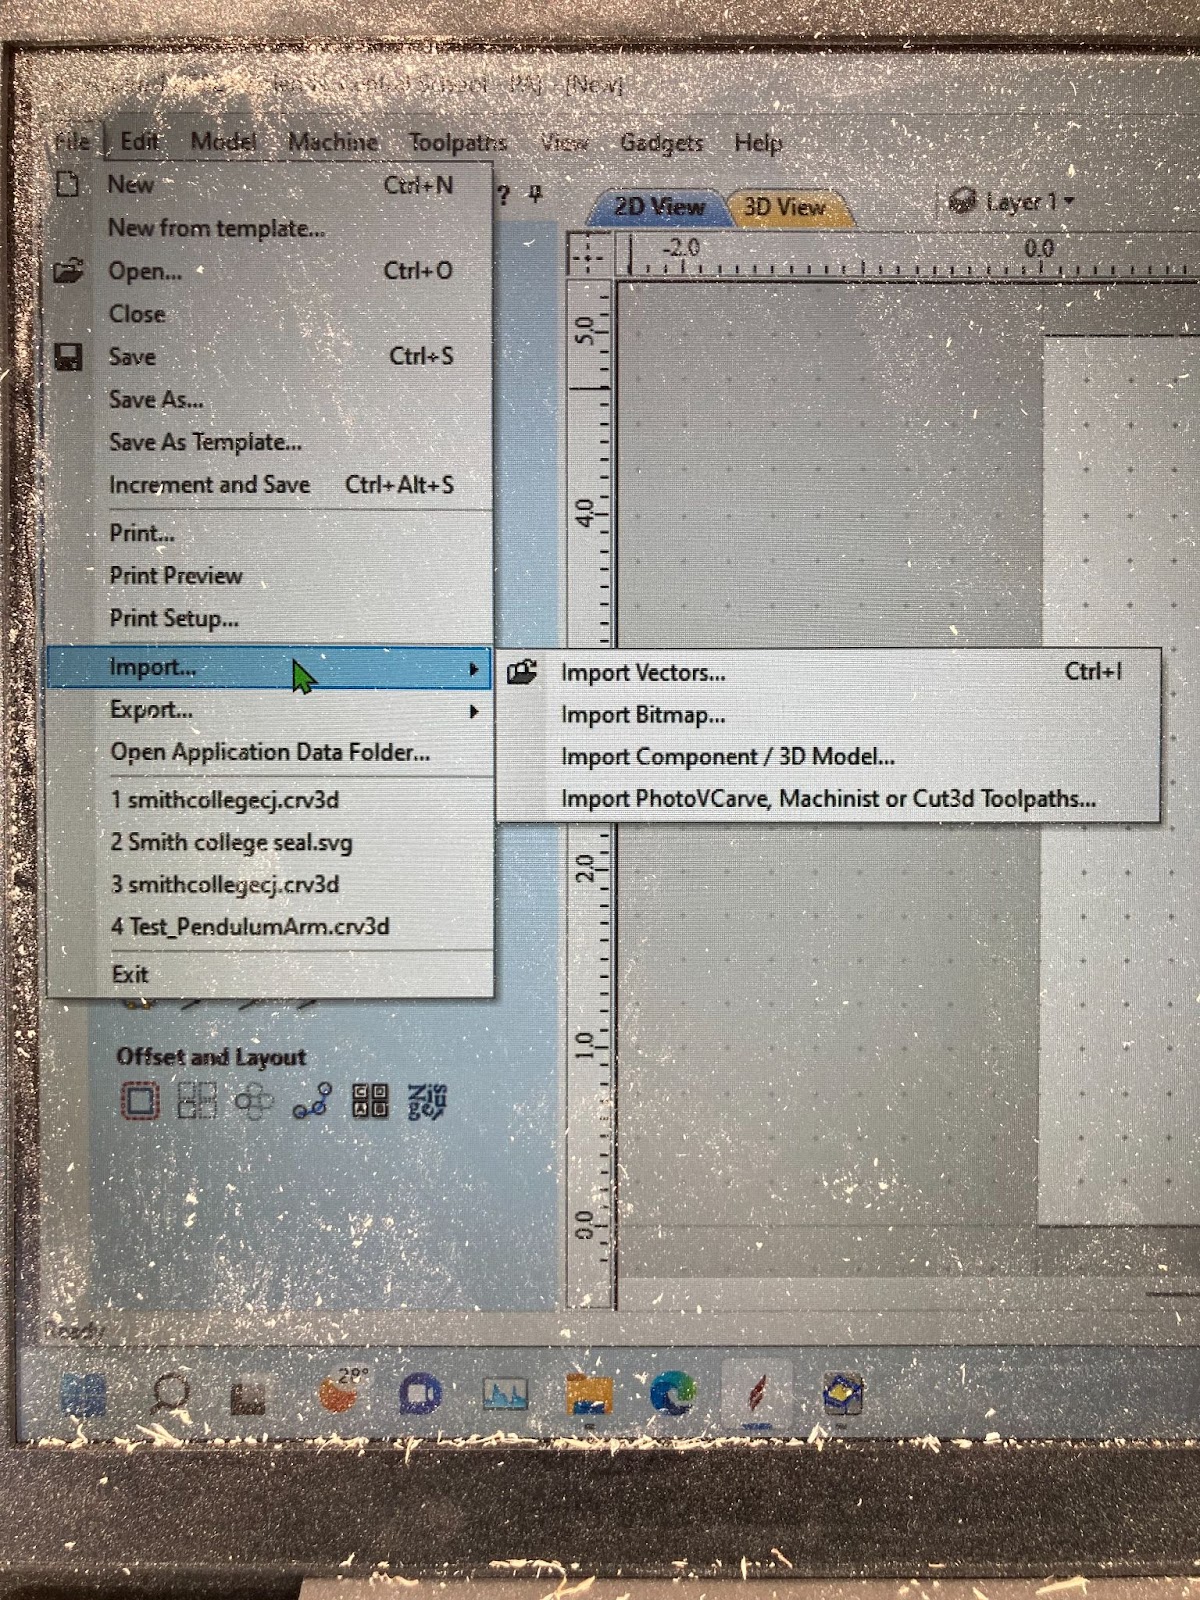 [New]
File Edit Model Machine Toolpaths View Gadgets Help
New Ctrl+N
New from template...
Open... Ctrl+O
Close
Save Ctrl+S
Save As...
Save As Template...
Increment and Save Ctrl+Alt+S
Print...
Print Preview
Print Setup...
Import...
Export...
Open Application Data Folder...
1 smithcollegecj.crv3d
2 Smith college seal.svg
3 smithcollegecj.crv3d
4 Test_PendulumArm.crv3d
Exit
Import Vectors... Ctrl+I
Import Bitmap...
Import Component / 3D Model...
Import PhotoVCarve, Machinist or Cut3d Toolpaths...
?
2D View 3D View Layer 1
-2.0 0.0
5.0
4.0
2.0
1.0
0.0
Offset and Layout
Ready
28°